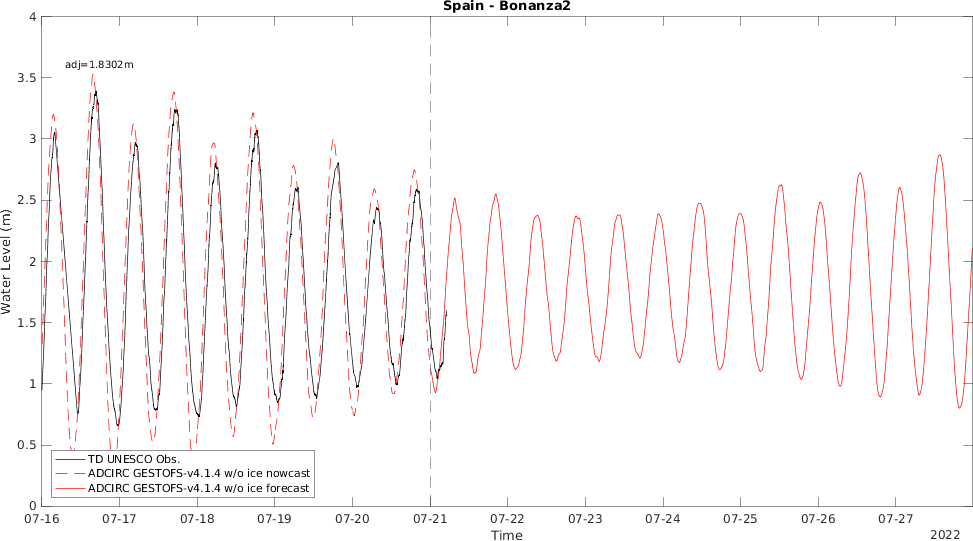 Spain - Bonanza2
adj=1.8302m
Water Level (m)
4
3.5
3
2.5
2
1.5
1
0.5
0
TD UNESCO Obs.
ADCIRC GESTOFS-v4.1.4 w/o ice nowcast
ADCIRC GESTOFS-v4.1.4 w/o ice forecast
07-16 07-17 07-18 07-19 07-20 07-21 07-22 07-23 07-24 07-25 07-26 07-27
Time
2022